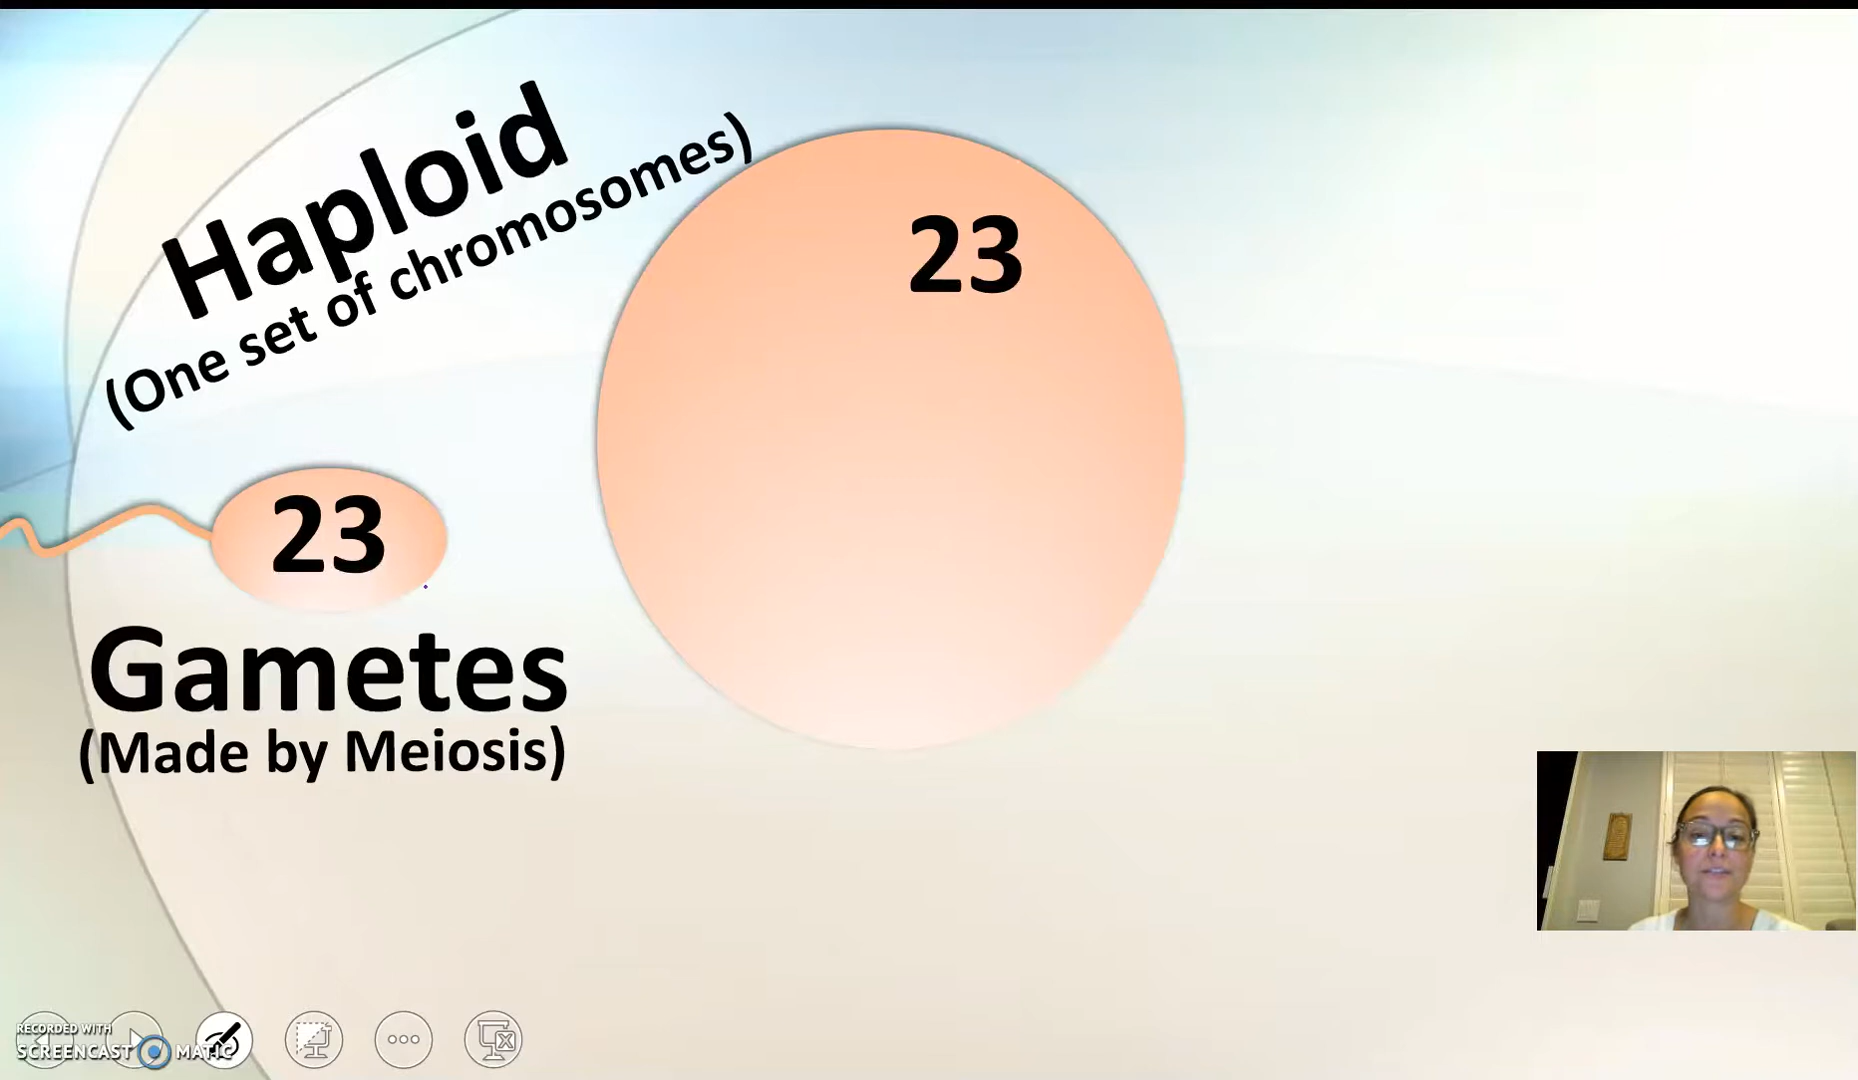 Haploid
(One set of chromosomes)
23
23
Gametes
(Made by Meiosis)
RECORDED WITH
SCREENCAST MATIC